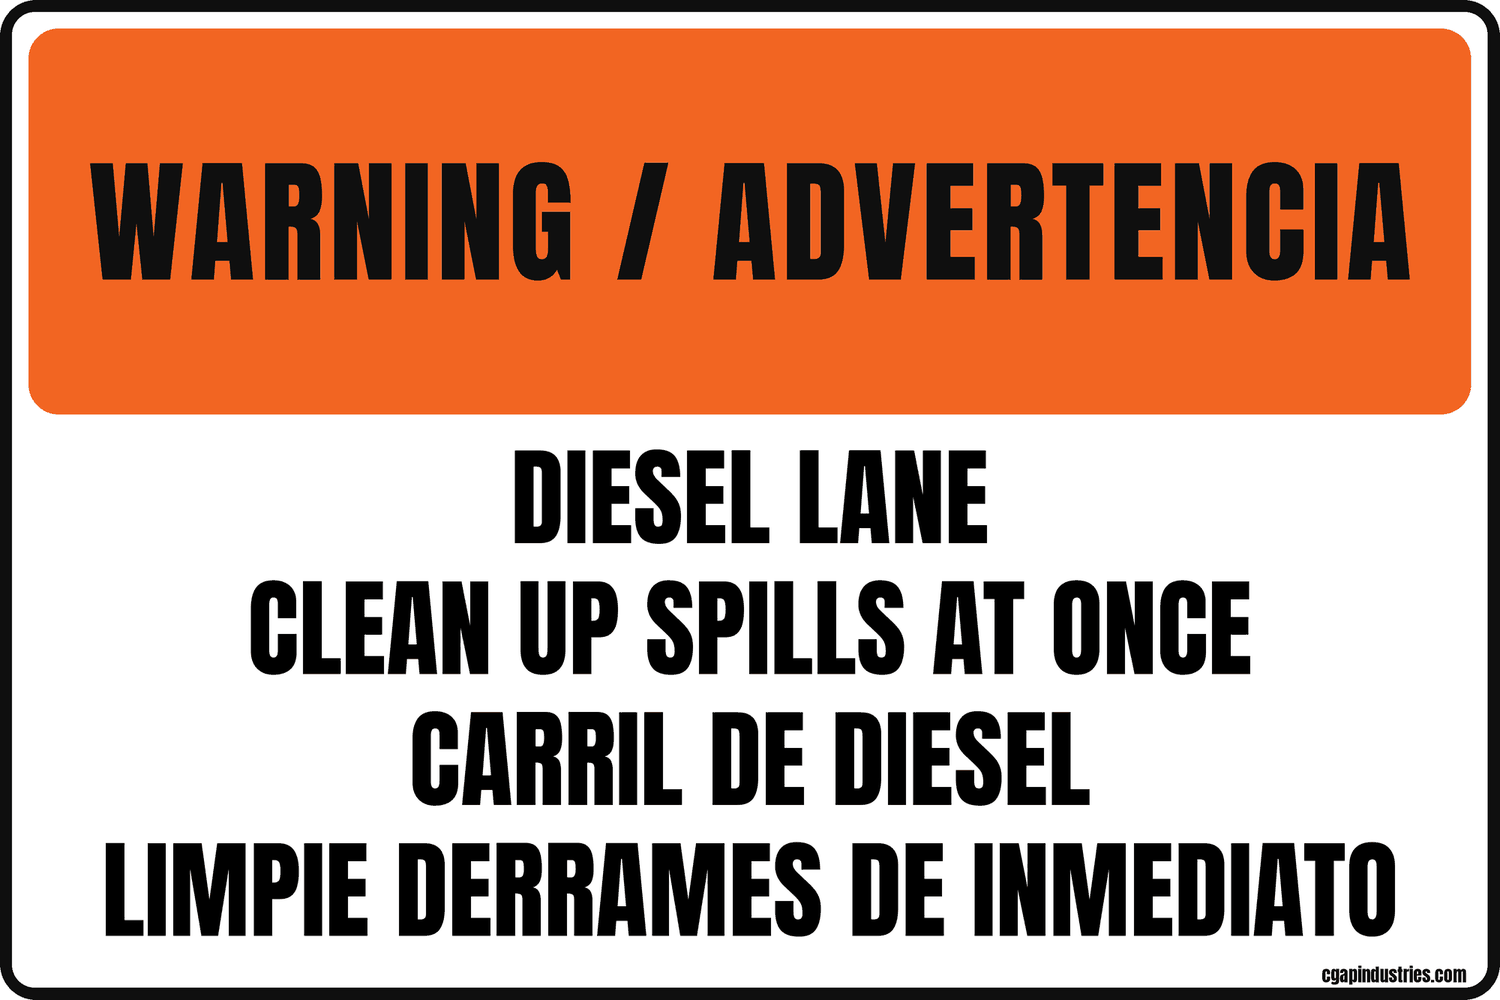 WARNING / ADVERTENCIA
DIESEL LANE
CLEAN UP SPILLS AT ONCE
CARRIL DE DIESEL
LIMPIE DERRAMES DE INMEDIATO
cgapindustries.com